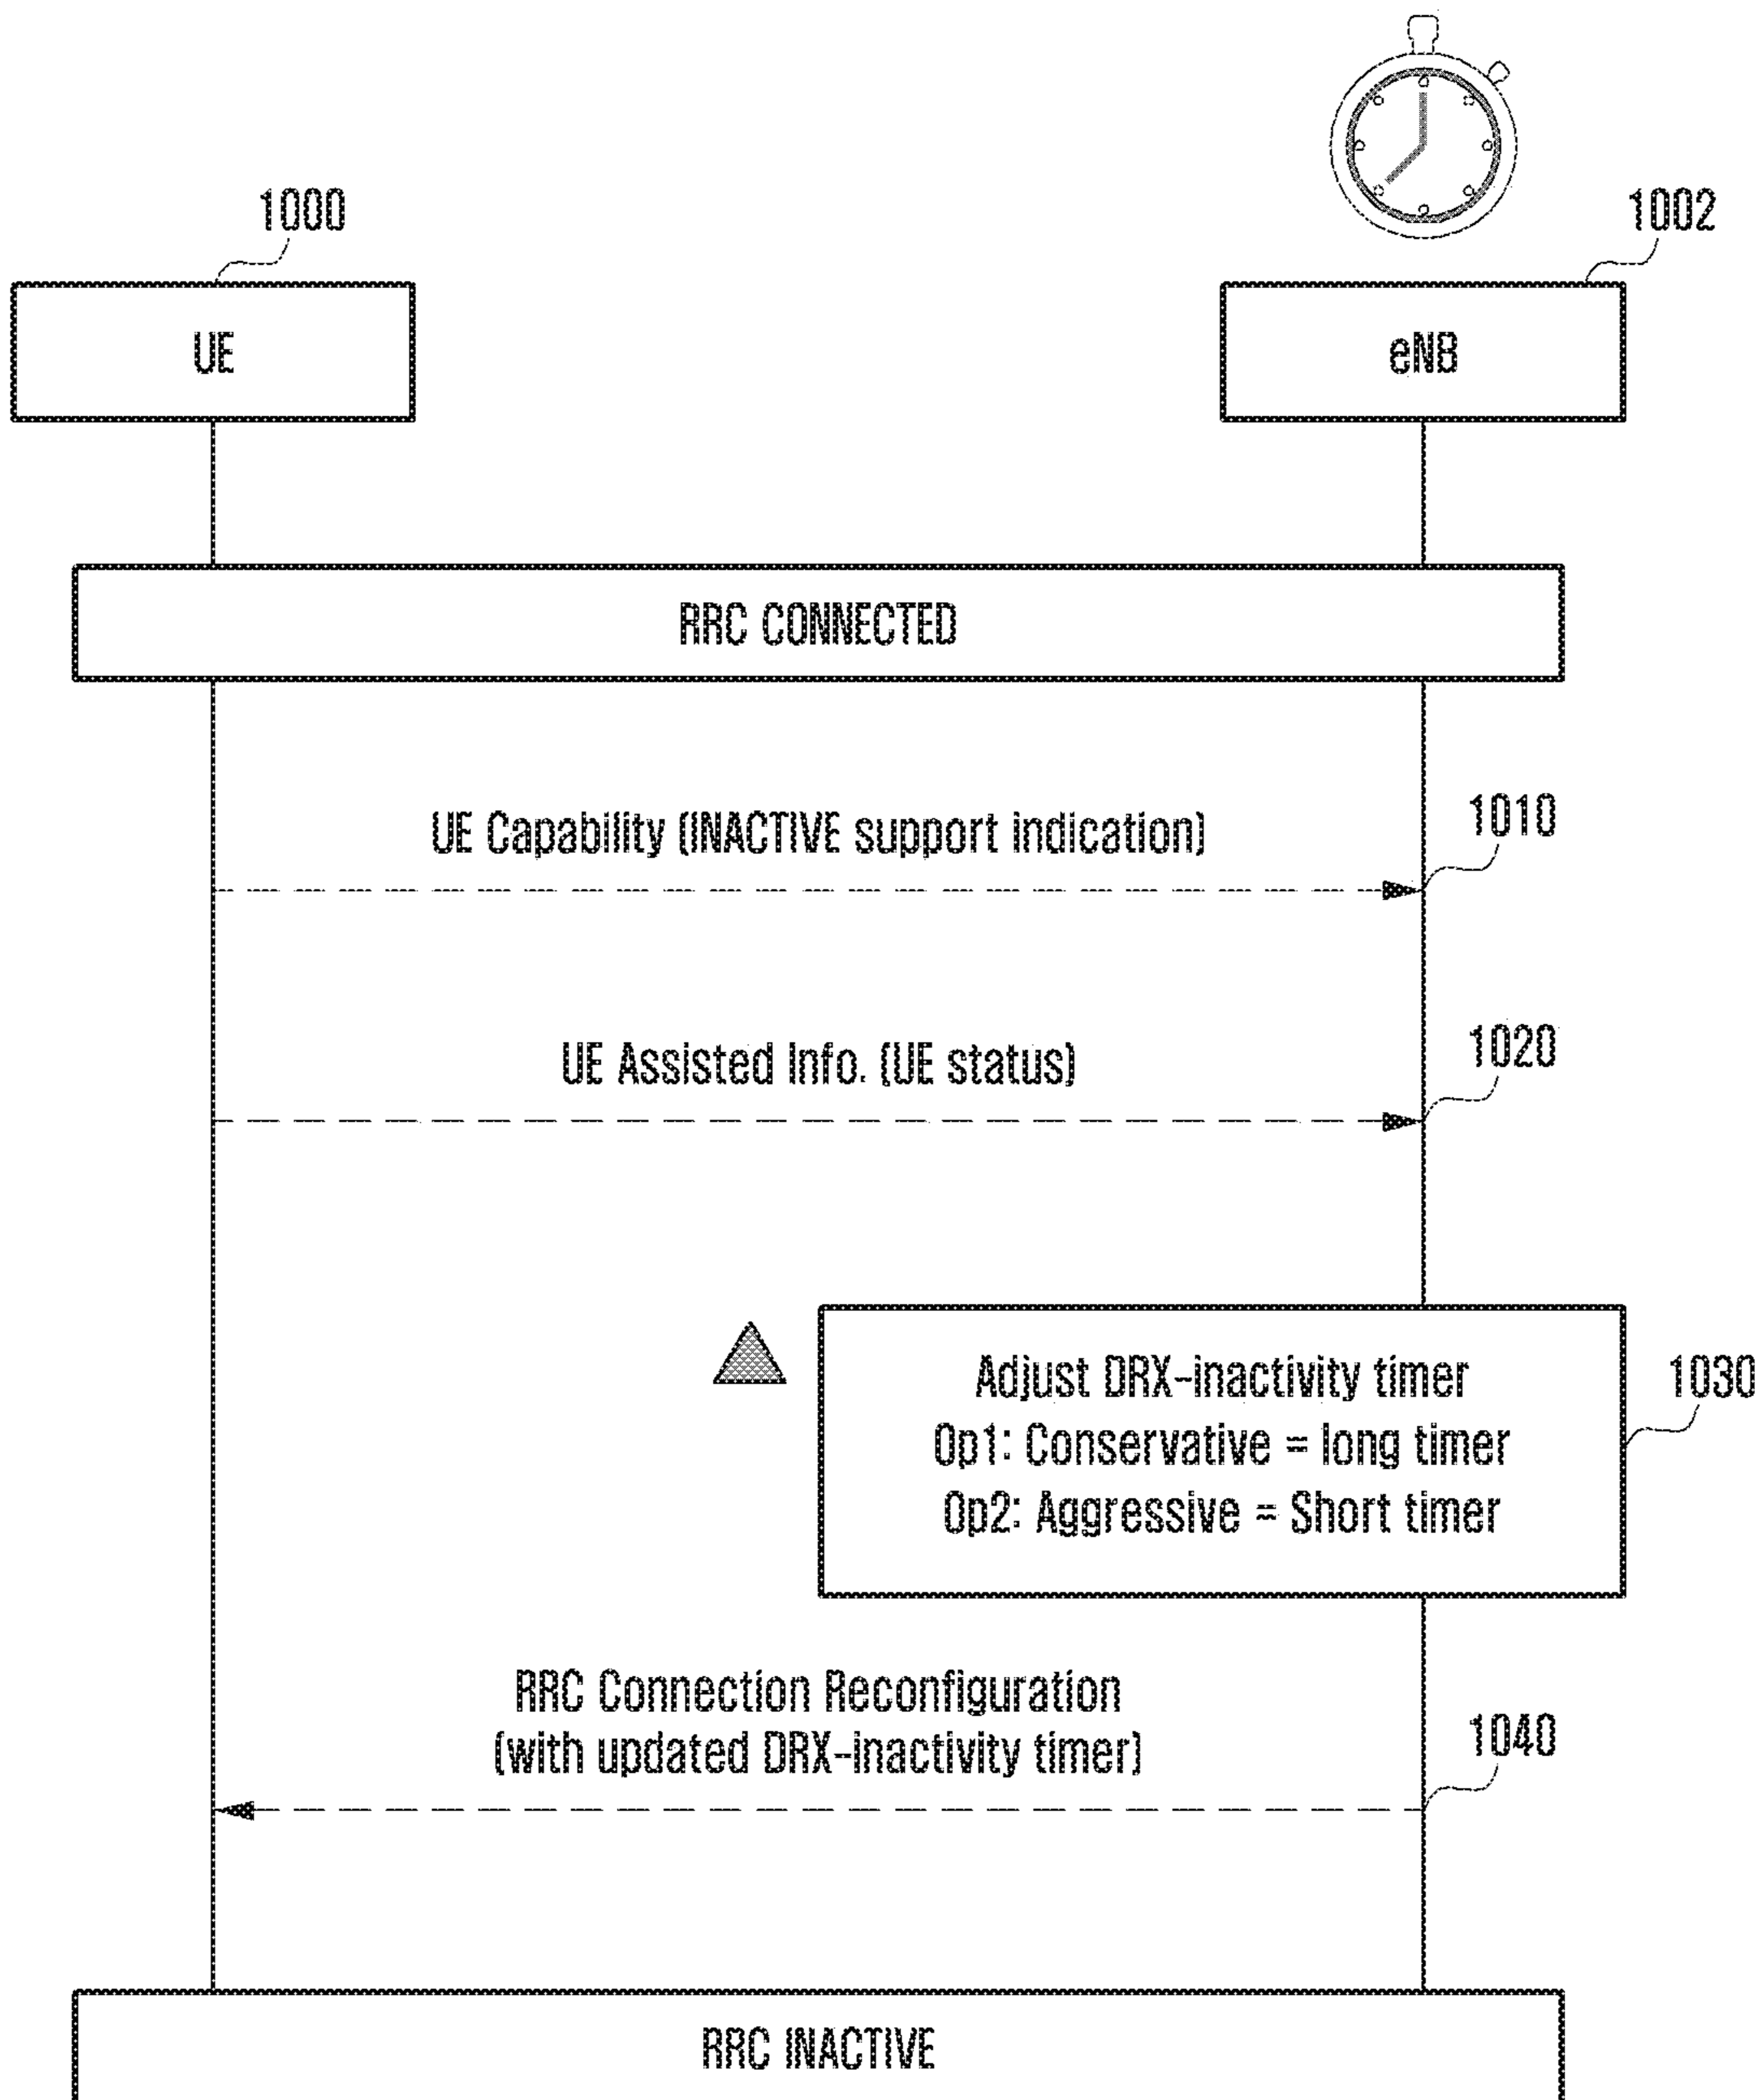 1000
1002
UE
eNB
RRC CONNECTED
UE Capability (INACTIVE support indication)
1010
UE Assisted Info. (UE status)
1020
Adjust DRX-inactivity timer
Op1: Conservative = long timer
Op2: Aggressive = Short timer
1030
RRC Connection Reconfiguration
(with updated DRX-inactivity timer)
1040
RRC INACTIVE